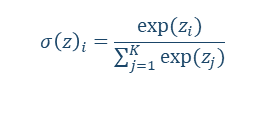 σ(z)ᵢ = exp(zᵢ) / ∑ⱼ₌₁ᴷ exp(zⱼ)